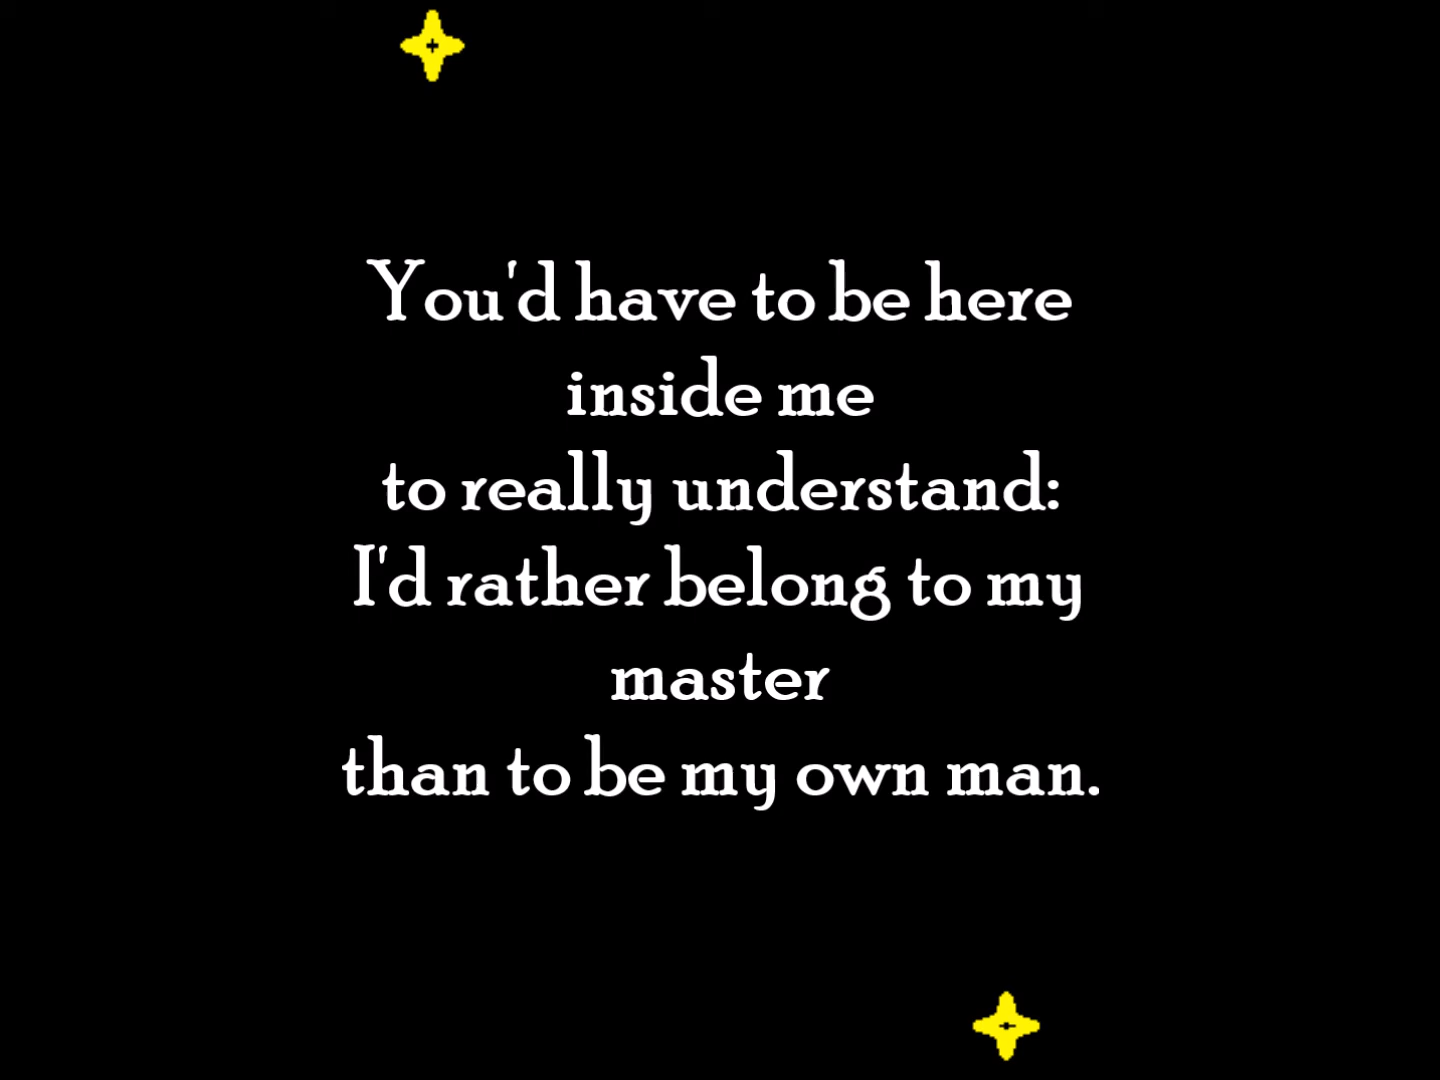 You'd have to be here
inside me
to really understand:
I'd rather belong to my
master
than to be my own man.